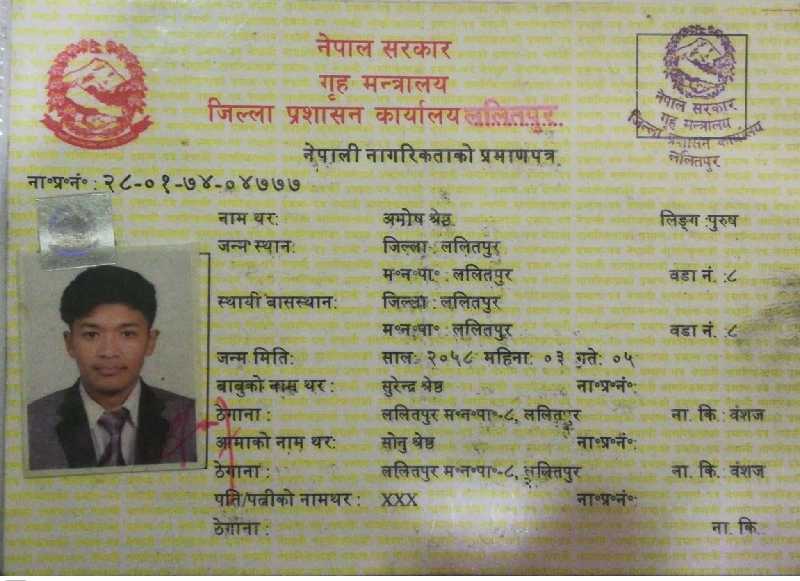 नेपाल सरकार
गृह मन्त्रालय
जिल्ला प्रशासन कार्यालय ललितपुर
नेपाल सरकार
गृह मन्त्रालय
जिल्ला प्रशासन कार्यालय
ललितपुर
नेपाली नागरिकताको प्रमाणपत्र
ना॰प्र॰नं॰ : २८-०१-७४-०४७७७
नाम थर: अमोष श्रेष्ठ लिङ्ग :पुरुष
जन्म स्थान: जिल्ला : ललितपुर
म॰न॰पा॰ : ललितपुर वडा नं. :८
स्थायी बासस्थान: जिल्ला : ललितपुर
म॰न॰पा॰ : ललितपुर वडा नं. :८
जन्म मिति: साल: २०५८ महिना: ०३ गते: ०५
बाबुको नाम थर : सुरेन्द्र श्रेष्ठ ना॰प्र॰नं॰:
ठेगाना : ललितपुर म॰न॰पा॰-८, ललितपुर ना. कि.: वंशज
आमाको नाम थर: सोनु श्रेष्ठ ना॰प्र॰नं॰:
ठेगाना : ललितपुर म॰न॰पा॰-८, ललितपुर ना. कि.: वंशज
पति/पत्नीको नामथर : XXX ना॰प्र॰नं॰:
ठेगाना : ना. कि.